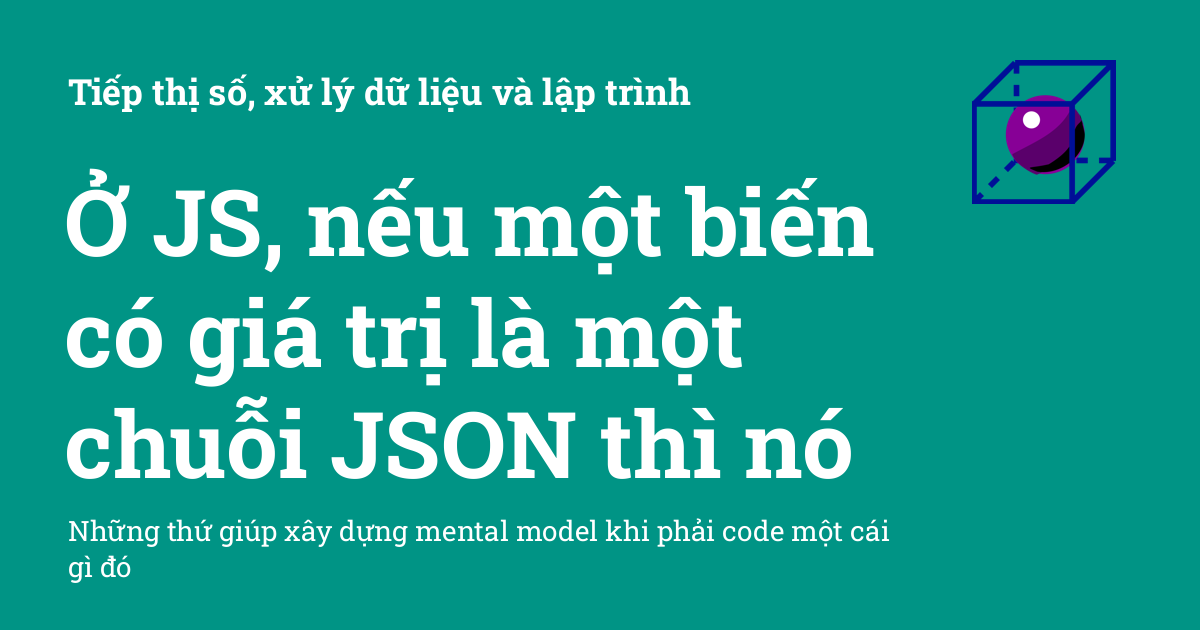 Tiếp thị số, xử lý dữ liệu và lập trình
Ở JS, nếu một biến
có giá trị là một
chuỗi JSON thì nó
Những thứ giúp xây dựng mental model khi phải code một cái
gì đó